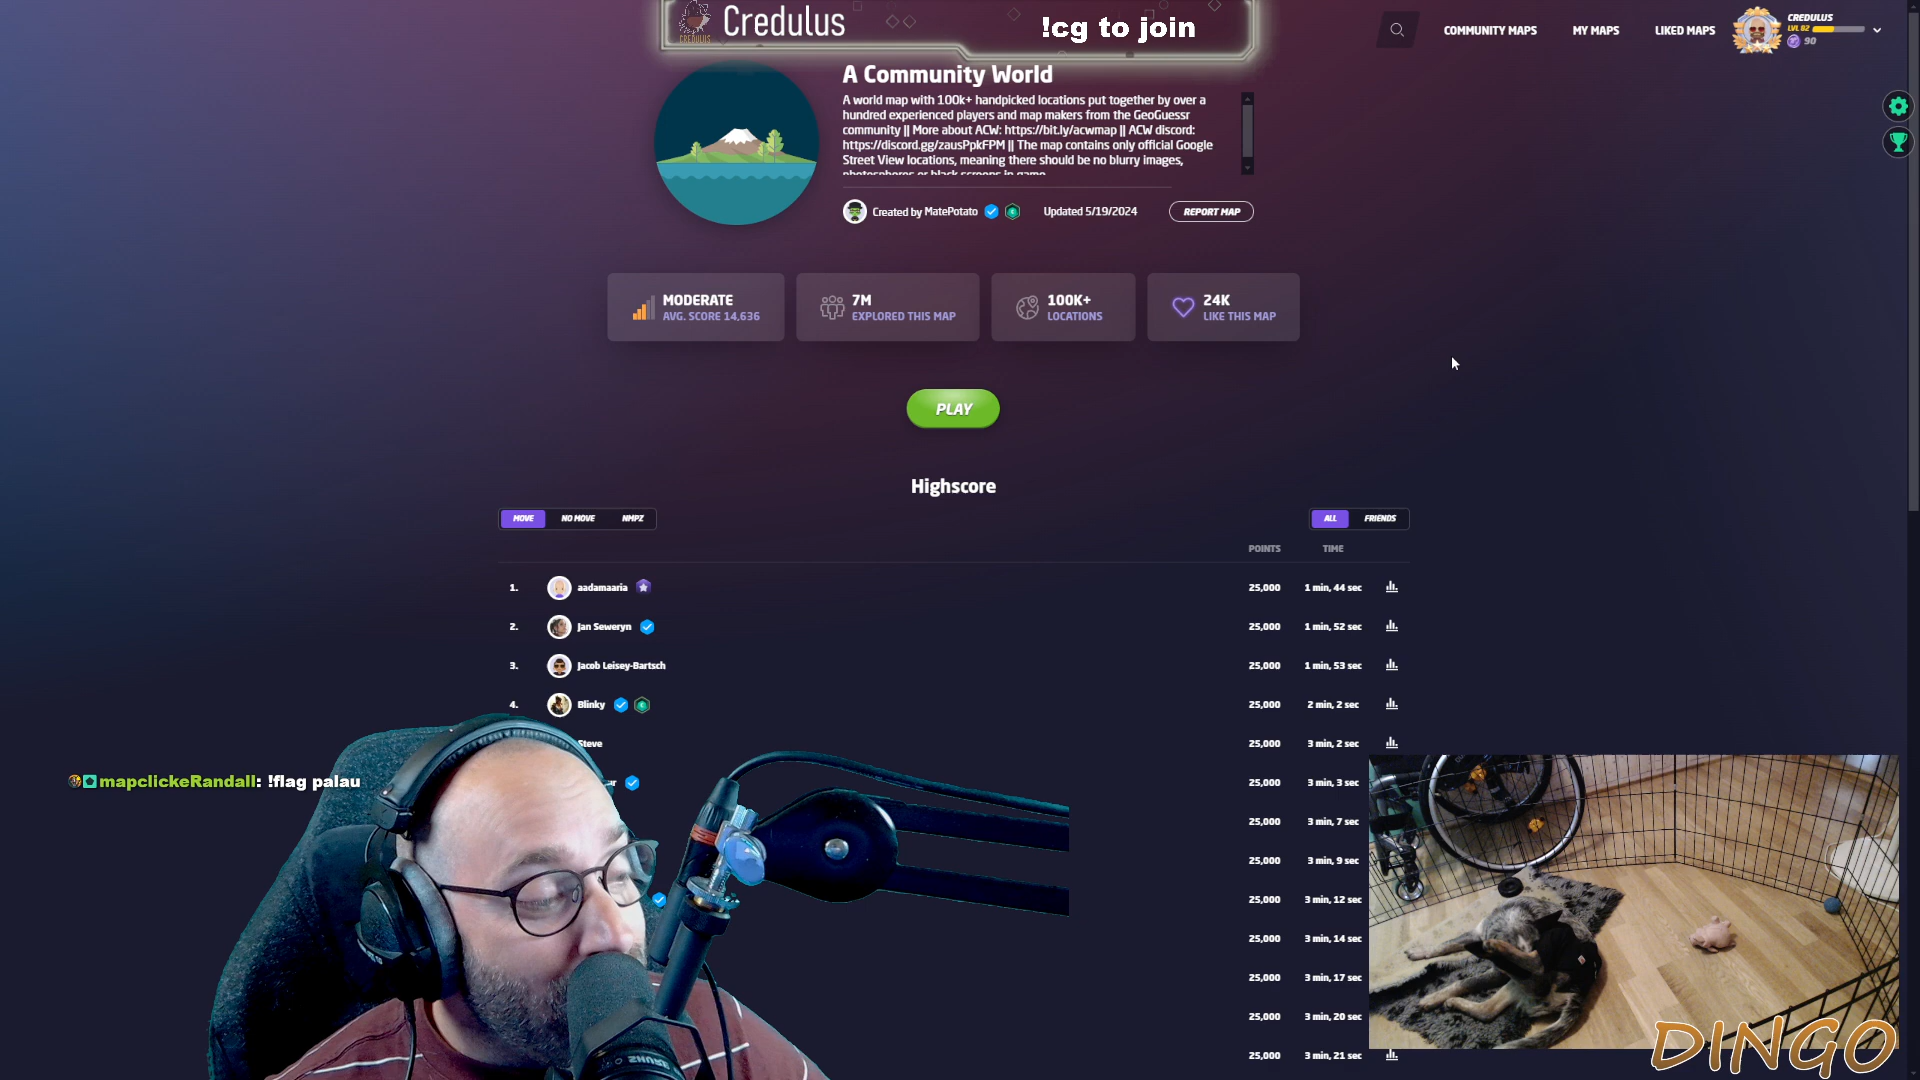 Credulus
CREDULUS
!cg to join
COMMUNITY MAPS
MY MAPS
LIKED MAPS
CREDULUS
LVL 82
90
A Community World
A world map with 100k+ handpicked locations put together by over a
hundred experienced players and map makers from the GeoGuessr
community || More about ACW: https://bit.ly/acwmap || ACW discord:
https://discord.gg/zausPpkFPM || The map contains only official Google
Street View locations, meaning there should be no blurry images,
photospheres or black screens in game.
Created by MatePotato
Updated 5/19/2024
REPORT MAP
MODERATE
AVG. SCORE 14,636
7M
EXPLORED THIS MAP
100K+
LOCATIONS
24K
LIKE THIS MAP
PLAY
Highscore
MOVE
NO MOVE
NMPZ
ALL
FRIENDS
POINTS
TIME
1. aadamaaria 25,000 1 min, 44 sec
2. Jan Seweryn 25,000 1 min, 52 sec
3. Jacob Leisey-Bartsch 25,000 1 min, 53 sec
4. Blinky 25,000 2 min, 2 sec
Steve 25,000 3 min, 2 sec
25,000 3 min, 3 sec
25,000 3 min, 7 sec
25,000 3 min, 9 sec
25,000 3 min, 12 sec
25,000 3 min, 14 sec
25,000 3 min, 17 sec
25,000 3 min, 20 sec
25,000 3 min, 21 sec
mapclickeRandall: !flag palau
DINGO